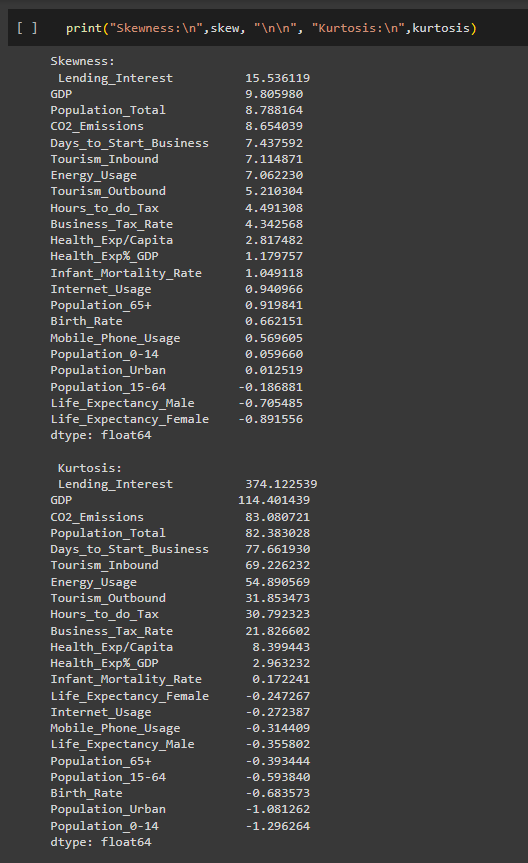 [ ] print("Skewness:\n",skew, "\n\n", "Kurtosis:\n",kurtosis)
Skewness:
Lending_Interest 15.536119
GDP 9.805980
Population_Total 8.788164
CO2_Emissions 8.654039
Days_to_Start_Business 7.437592
Tourism_Inbound 7.114871
Energy_Usage 7.062230
Tourism_Outbound 5.210304
Hours_to_do_Tax 4.491308
Business_Tax_Rate 4.342568
Health_Exp/Capita 2.817482
Health_Exp%_GDP 1.179757
Infant_Mortality_Rate 1.049118
Internet_Usage 0.940966
Population_65+ 0.919841
Birth_Rate 0.662151
Mobile_Phone_Usage 0.569605
Population_0-14 0.059660
Population_Urban 0.012519
Population_15-64 -0.186881
Life_Expectancy_Male -0.705485
Life_Expectancy_Female -0.891556
dtype: float64
Kurtosis:
Lending_Interest 374.122539
GDP 114.401439
CO2_Emissions 83.080721
Population_Total 82.383028
Days_to_Start_Business 77.661930
Tourism_Inbound 69.226232
Energy_Usage 54.890569
Tourism_Outbound 31.853473
Hours_to_do_Tax 30.792323
Business_Tax_Rate 21.826602
Health_Exp/Capita 8.399443
Health_Exp%_GDP 2.963232
Infant_Mortality_Rate 0.172241
Life_Expectancy_Female -0.247267
Internet_Usage -0.272387
Mobile_Phone_Usage -0.314409
Life_Expectancy_Male -0.355802
Population_65+ -0.393444
Population_15-64 -0.593840
Birth_Rate -0.683573
Population_Urban -1.081262
Population_0-14 -1.296264
dtype: float64